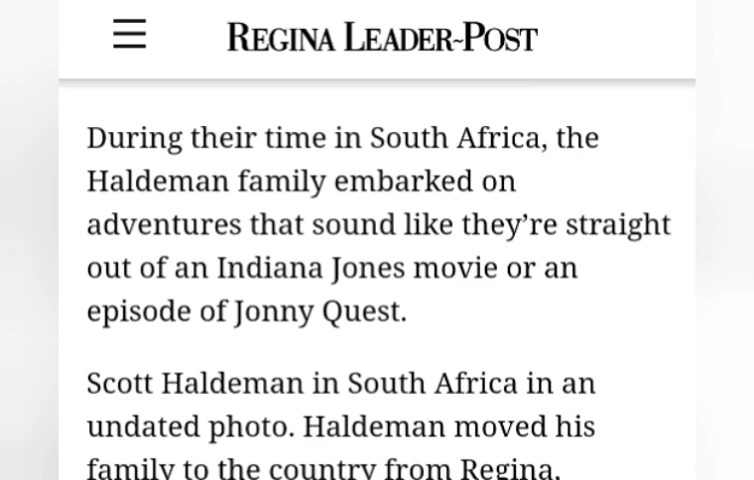 REGINA LEADER-POST
During their time in South Africa, the
Haldeman family embarked on
adventures that sound like they’re straight
out of an Indiana Jones movie or an
episode of Jonny Quest.
Scott Haldeman in South Africa in an
undated photo. Haldeman moved his
family to the country from Regina,